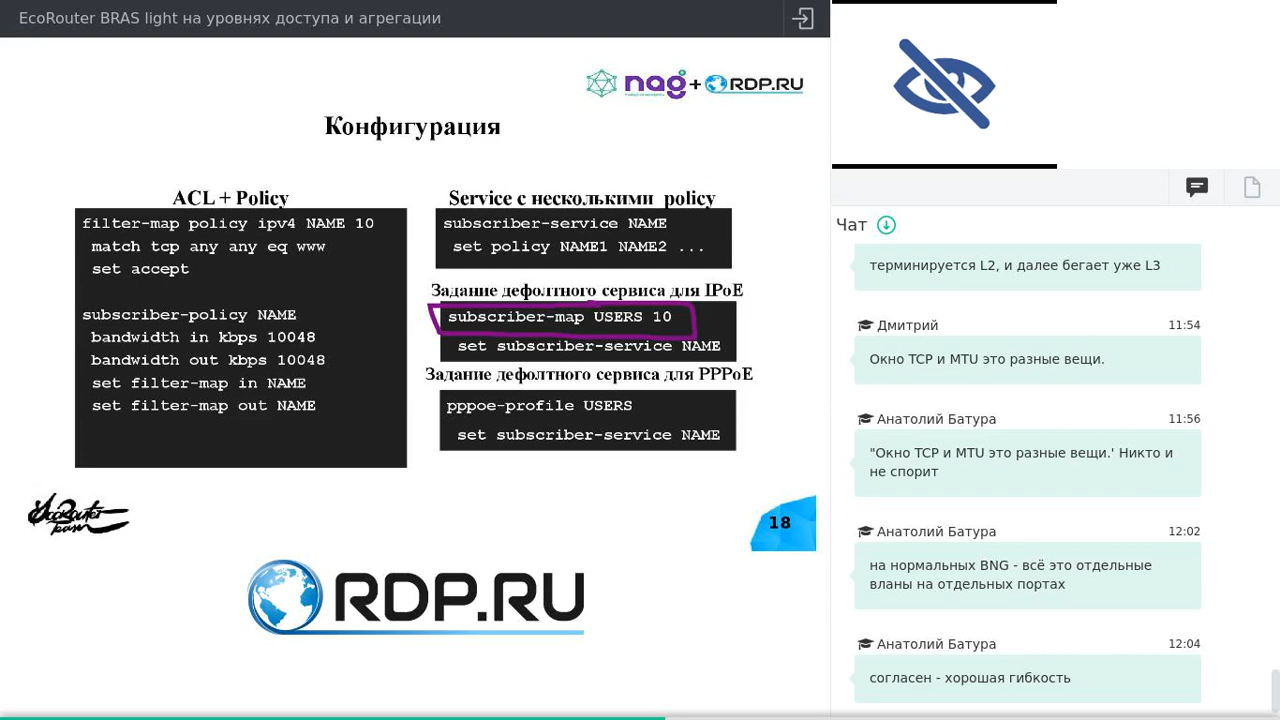 EcoRouter BRAS light на уровнях доступа и агрегации
nag + RDP.RU
Конфигурация
ACL + Policy
filter-map policy ipv4 NAME 10
match tcp any any eq www
set accept
subscriber-policy NAME
bandwidth in kbps 10048
bandwidth out kbps 10048
set filter-map in NAME
set filter-map out NAME
Service с несколькими policy
subscriber-service NAME
set policy NAME1 NAME2 ...
Задание дефолтного сервиса для IPoE
subscriber-map USERS 10
set subscriber-service NAME
Задание дефолтного сервиса для PPPoE
pppoe-profile USERS
set subscriber-service NAME
EcoRouter
team
18
RDP.RU
Чат
терминируется L2, и далее бегает уже L3
Дмитрий 11:54
Окно TCP и MTU это разные вещи.
Анатолий Батура 11:56
"Окно TCP и MTU это разные вещи.' Никто и
не спорит
Анатолий Батура 12:02
на нормальных BNG - всё это отдельные
вланы на отдельных портах
Анатолий Батура 12:04
согласен - хорошая гибкость